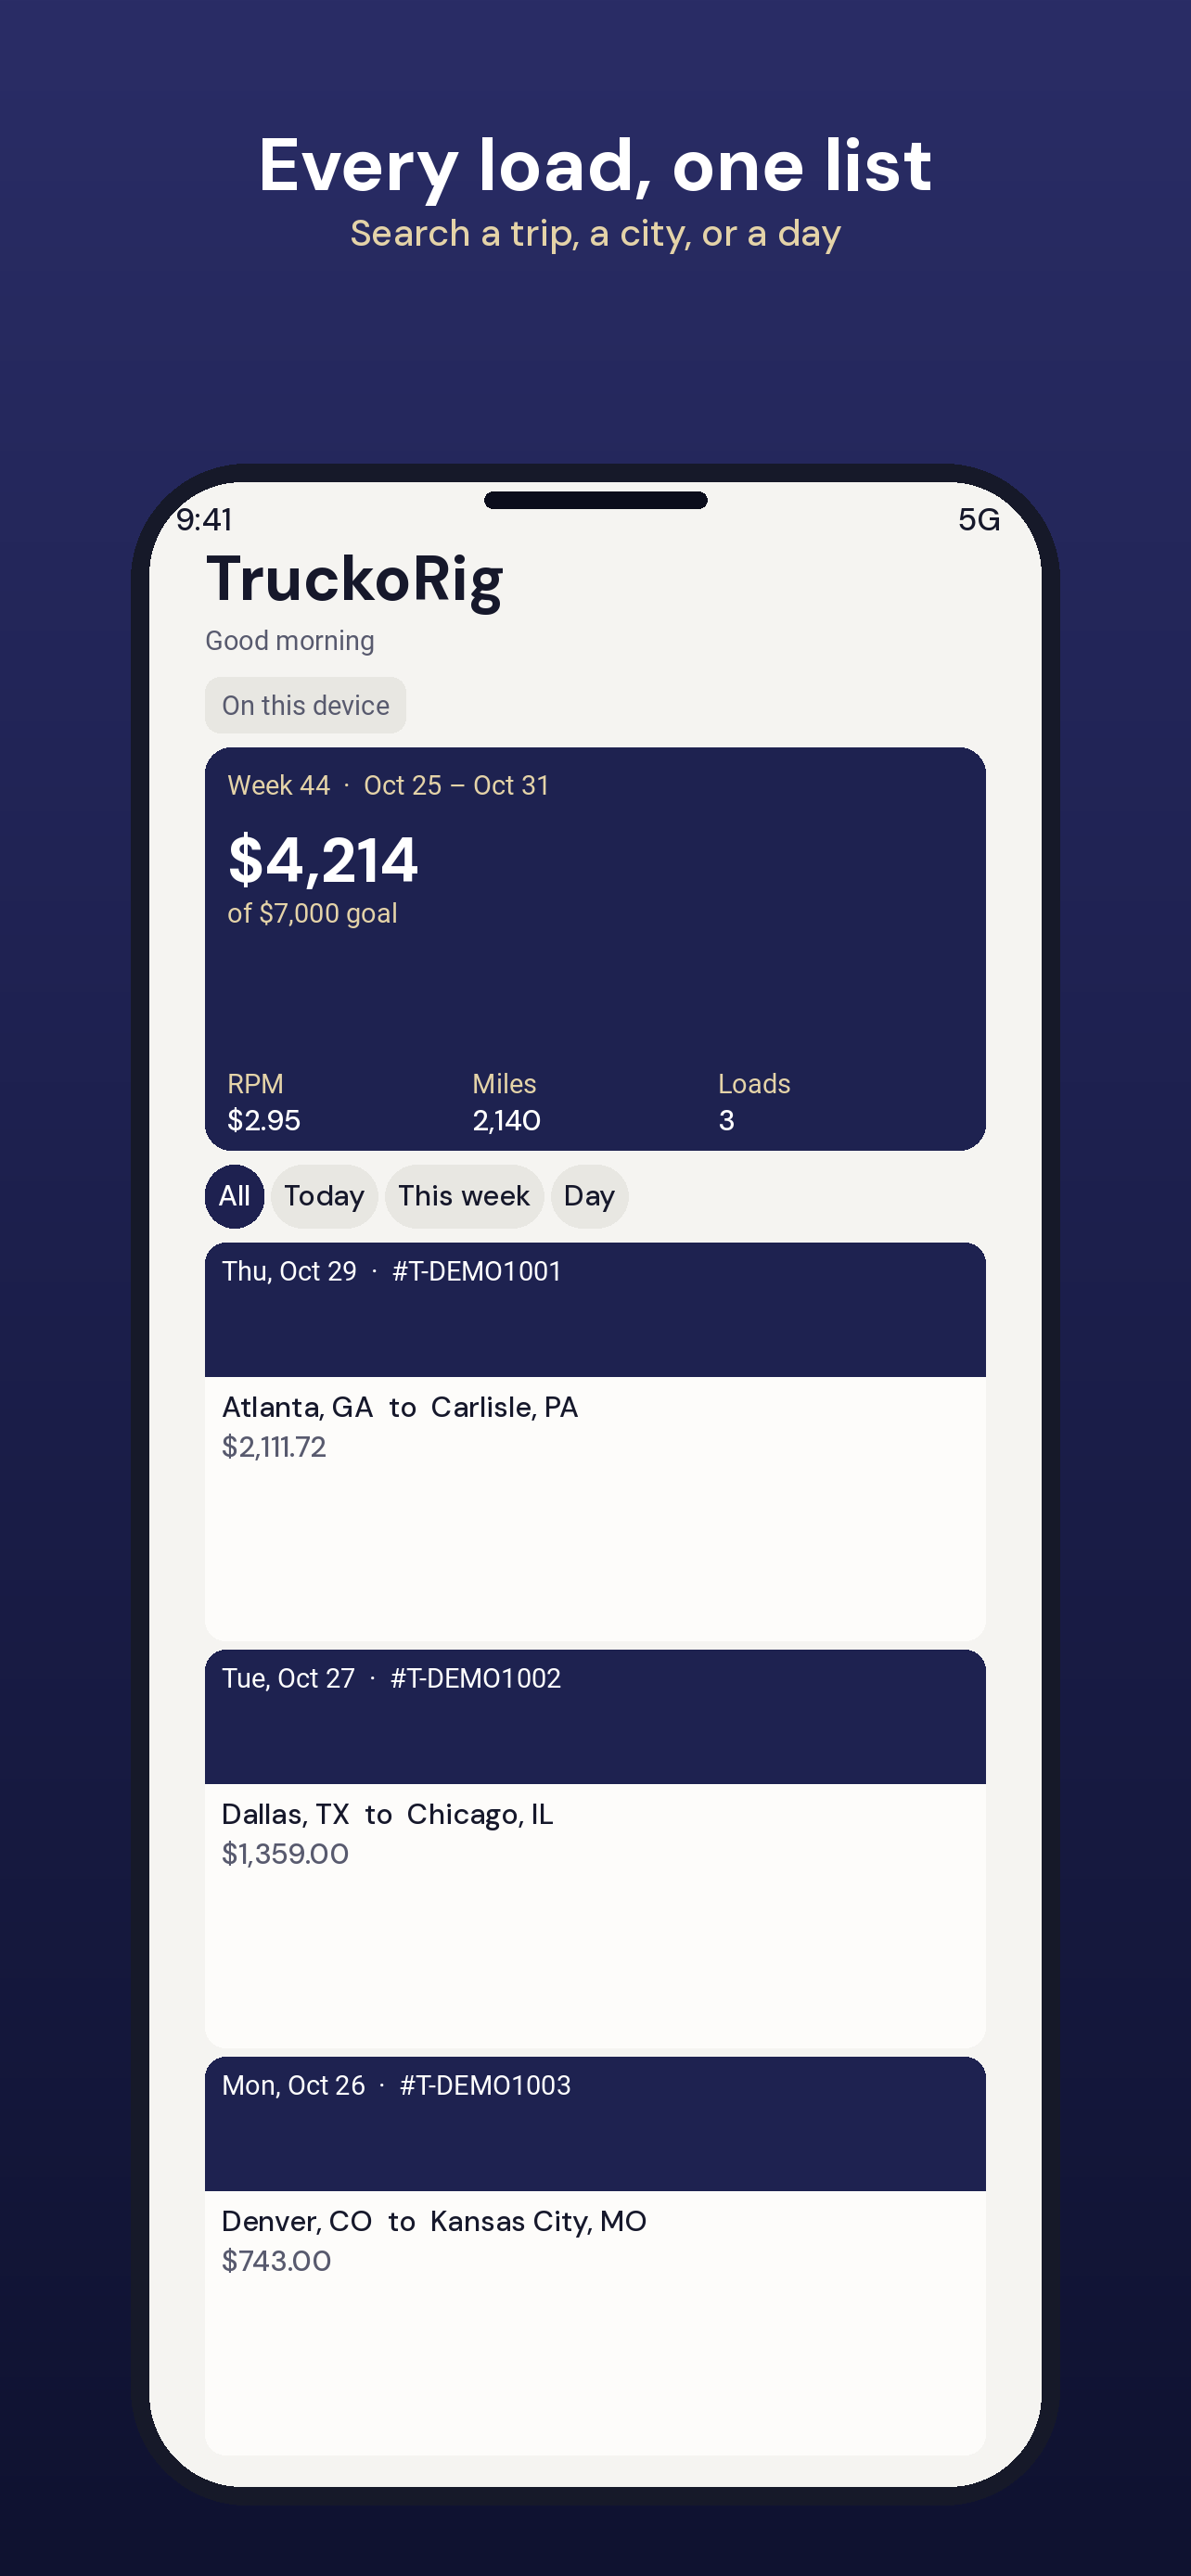 Every load, one list
Search a trip, a city, or a day
9:41 5G
TruckoRig
Good morning
On this device
Week 44 · Oct 25 – Oct 31
$4,214
of $7,000 goal
RPM Miles Loads
$2.95 2,140 3
All Today This week Day
Thu, Oct 29 · #T-DEMO1001
Atlanta, GA to Carlisle, PA
$2,111.72
Tue, Oct 27 · #T-DEMO1002
Dallas, TX to Chicago, IL
$1,359.00
Mon, Oct 26 · #T-DEMO1003
Denver, CO to Kansas City, MO
$743.00